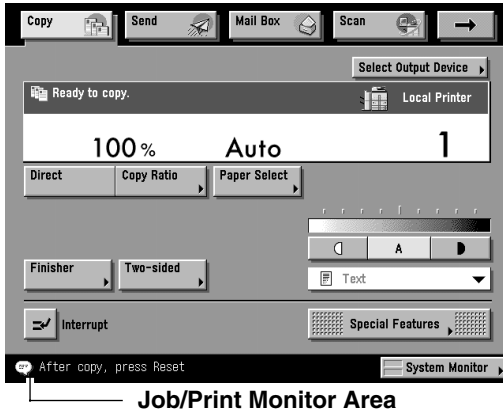 Copy Send Mail Box Scan
Select Output Device
Ready to copy. Local Printer
100% Auto 1
Direct Copy Ratio Paper Select
A
Finisher Two-sided Text
Interrupt Special Features
After copy, press Reset System Monitor
Job/Print Monitor Area